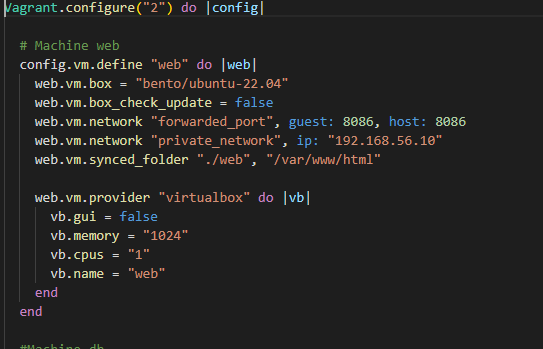 Vagrant.configure("2") do |config|
# Machine web
config.vm.define "web" do |web|
web.vm.box = "bento/ubuntu-22.04"
web.vm.box_check_update = false
web.vm.network "forwarded_port", guest: 8086, host: 8086
web.vm.network "private_network", ip: "192.168.56.10"
web.vm.synced_folder "./web", "/var/www/html"
web.vm.provider "virtualbox" do |vb|
vb.gui = false
vb.memory = "1024"
vb.cpus = "1"
vb.name = "web"
end
end
#Machine db